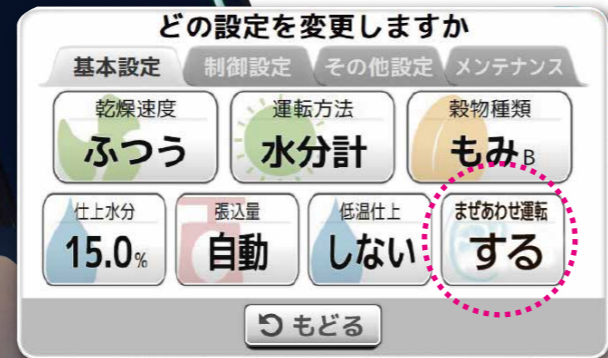 どの設定を変更しますか
基本設定 制御設定 その他設定 メンテナンス
乾燥速度 運転方法 穀物種類
ふつう 水分計 もみB
仕上水分 張込量 低温仕上 まぜあわせ運転
15.0% 自動 しない する
もどる